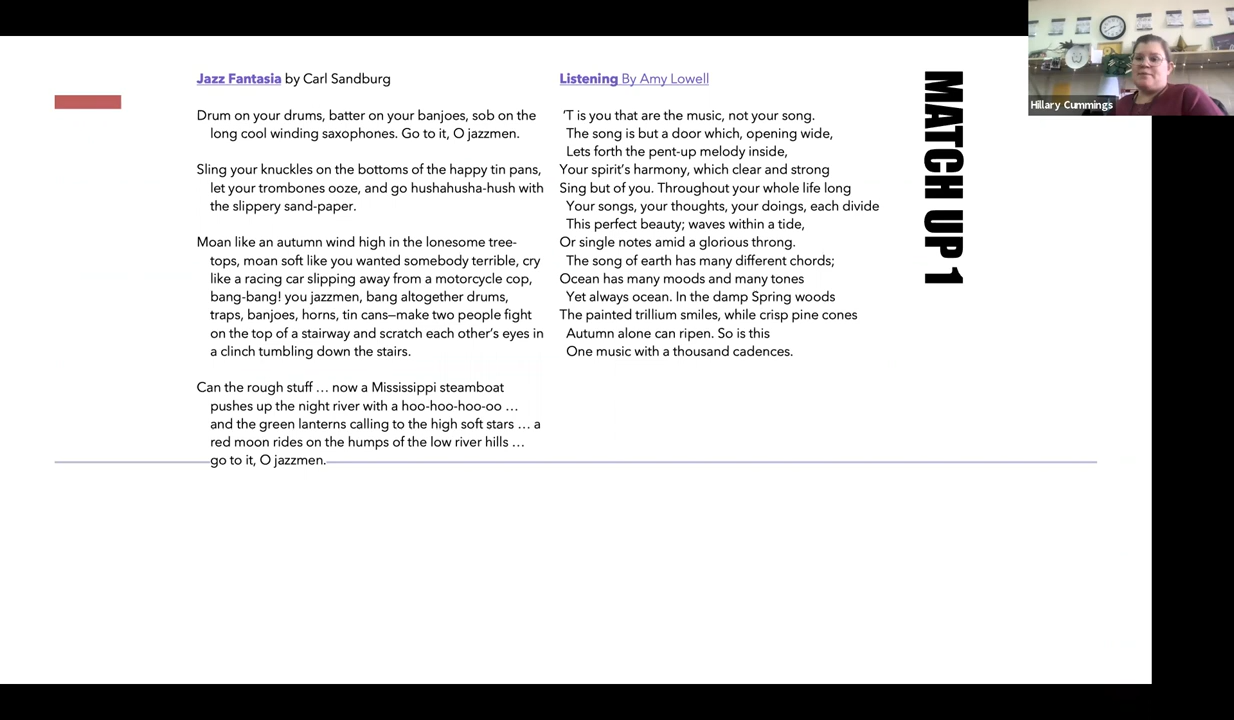 Jazz Fantasia by Carl Sandburg
Drum on your drums, batter on your banjoes, sob on the
long cool winding saxophones. Go to it, O jazzmen.
Sling your knuckles on the bottoms of the happy tin pans,
let your trombones ooze, and go hushahusha-hush with
the slippery sand-paper.
Moan like an autumn wind high in the lonesome tree-
tops, moan soft like you wanted somebody terrible, cry
like a racing car slipping away from a motorcycle cop,
bang-bang! you jazzmen, bang altogether drums,
traps, banjoes, horns, tin cans—make two people fight
on the top of a stairway and scratch each other's eyes in
a clinch tumbling down the stairs.
Can the rough stuff … now a Mississippi steamboat
pushes up the night river with a hoo-hoo-hoo-oo …
and the green lanterns calling to the high soft stars … a
red moon rides on the humps of the low river hills …
go to it, O jazzmen.
Listening By Amy Lowell
'T is you that are the music, not your song.
The song is but a door which, opening wide,
Lets forth the pent-up melody inside,
Your spirit's harmony, which clear and strong
Sing but of you. Throughout your whole life long
Your songs, your thoughts, your doings, each divide
This perfect beauty; waves within a tide,
Or single notes amid a glorious throng.
The song of earth has many different chords;
Ocean has many moods and many tones
Yet always ocean. In the damp Spring woods
The painted trillium smiles, while crisp pine cones
Autumn alone can ripen. So is this
One music with a thousand cadences.
MATCH UP 1
Hillary Cummings